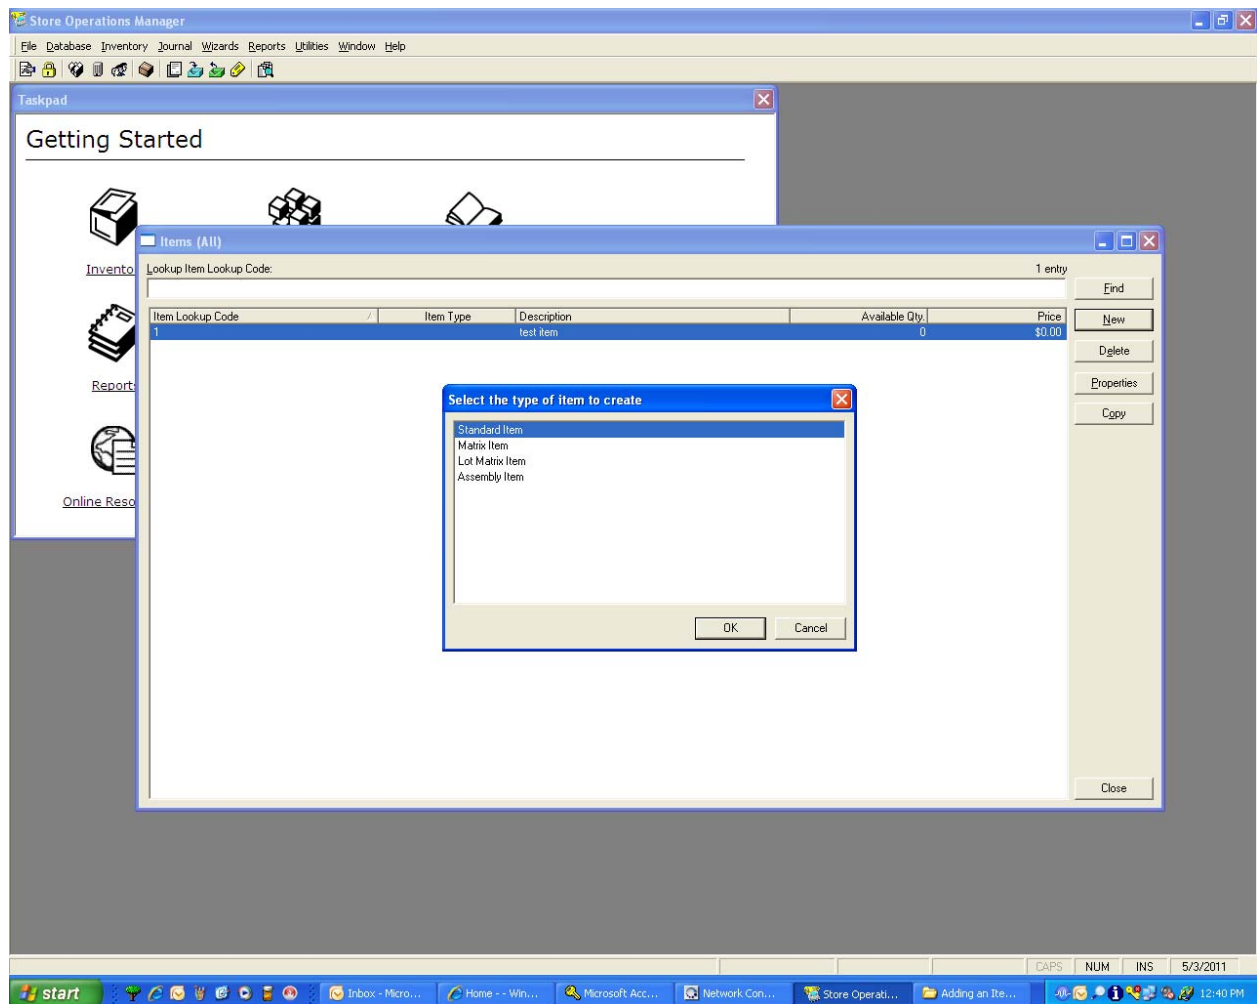 Store Operations Manager
File Database Inventory Journal Wizards Reports Utilities Window Help
Taskpad
Getting Started
Items (All)
Lookup Item Lookup Code: 1 entry
Find
Item Lookup Code Item Type Description Available Qty. Price
New
1 test item 0 $0.00
Delete
Properties
Copy
Invento
Reports
Online Reso
Select the type of item to create
Standard Item
Matrix Item
Lot Matrix Item
Assembly Item
OK Cancel
Close
CAPS NUM INS 5/3/2011
start Inbox - Micro... Home - - Win... Microsoft Acc... Network Con... Store Operati... Adding an Ite... 12:40 PM